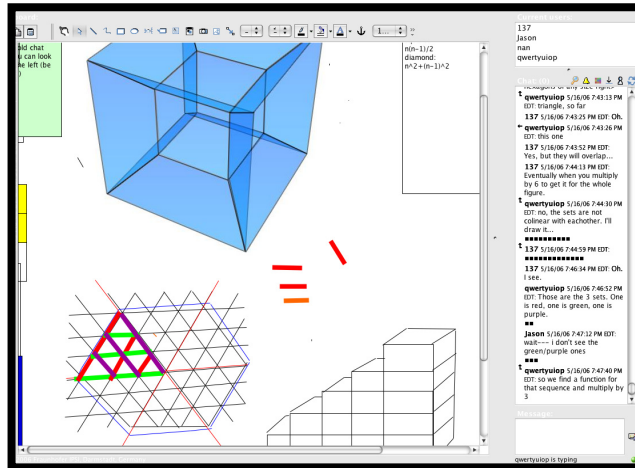 board:
Current users:
1...
137
Jason
nan
qwertyuiop
old chat
u can look
he left (be
)
n(n-1)/2
diamond:
n^2+(n-1)^2
Chat: (0)
hexagons of any size right>
qwertyuiop 5/16/06 7:43:13 PM
EDT: triangle, so far
137 5/16/06 7:43:25 PM EDT: Oh.
qwertyuiop 5/16/06 7:43:26 PM
EDT: this one
137 5/16/06 7:43:52 PM EDT:
Yes, but they will overlap...
137 5/16/06 7:44:13 PM EDT:
Eventually when you multiply
by 6 to get it for the whole
figure.
qwertyuiop 5/16/06 7:44:30 PM
EDT: no, the sets are not
colinear with eachother. I'll
draw it...
137 5/16/06 7:44:59 PM EDT:
137 5/16/06 7:46:34 PM EDT: Oh.
I see.
qwertyuiop 5/16/06 7:46:52 PM
EDT: Those are the 3 sets. One
is red, one is green, one is
purple.
Jason 5/16/06 7:47:12 PM EDT:
wait--- i don't see the
green/purple ones
qwertyuiop 5/16/06 7:47:40 PM
EDT: so we find a function for
that sequence and multiply by
3
Message:
qwertyuiop is typing